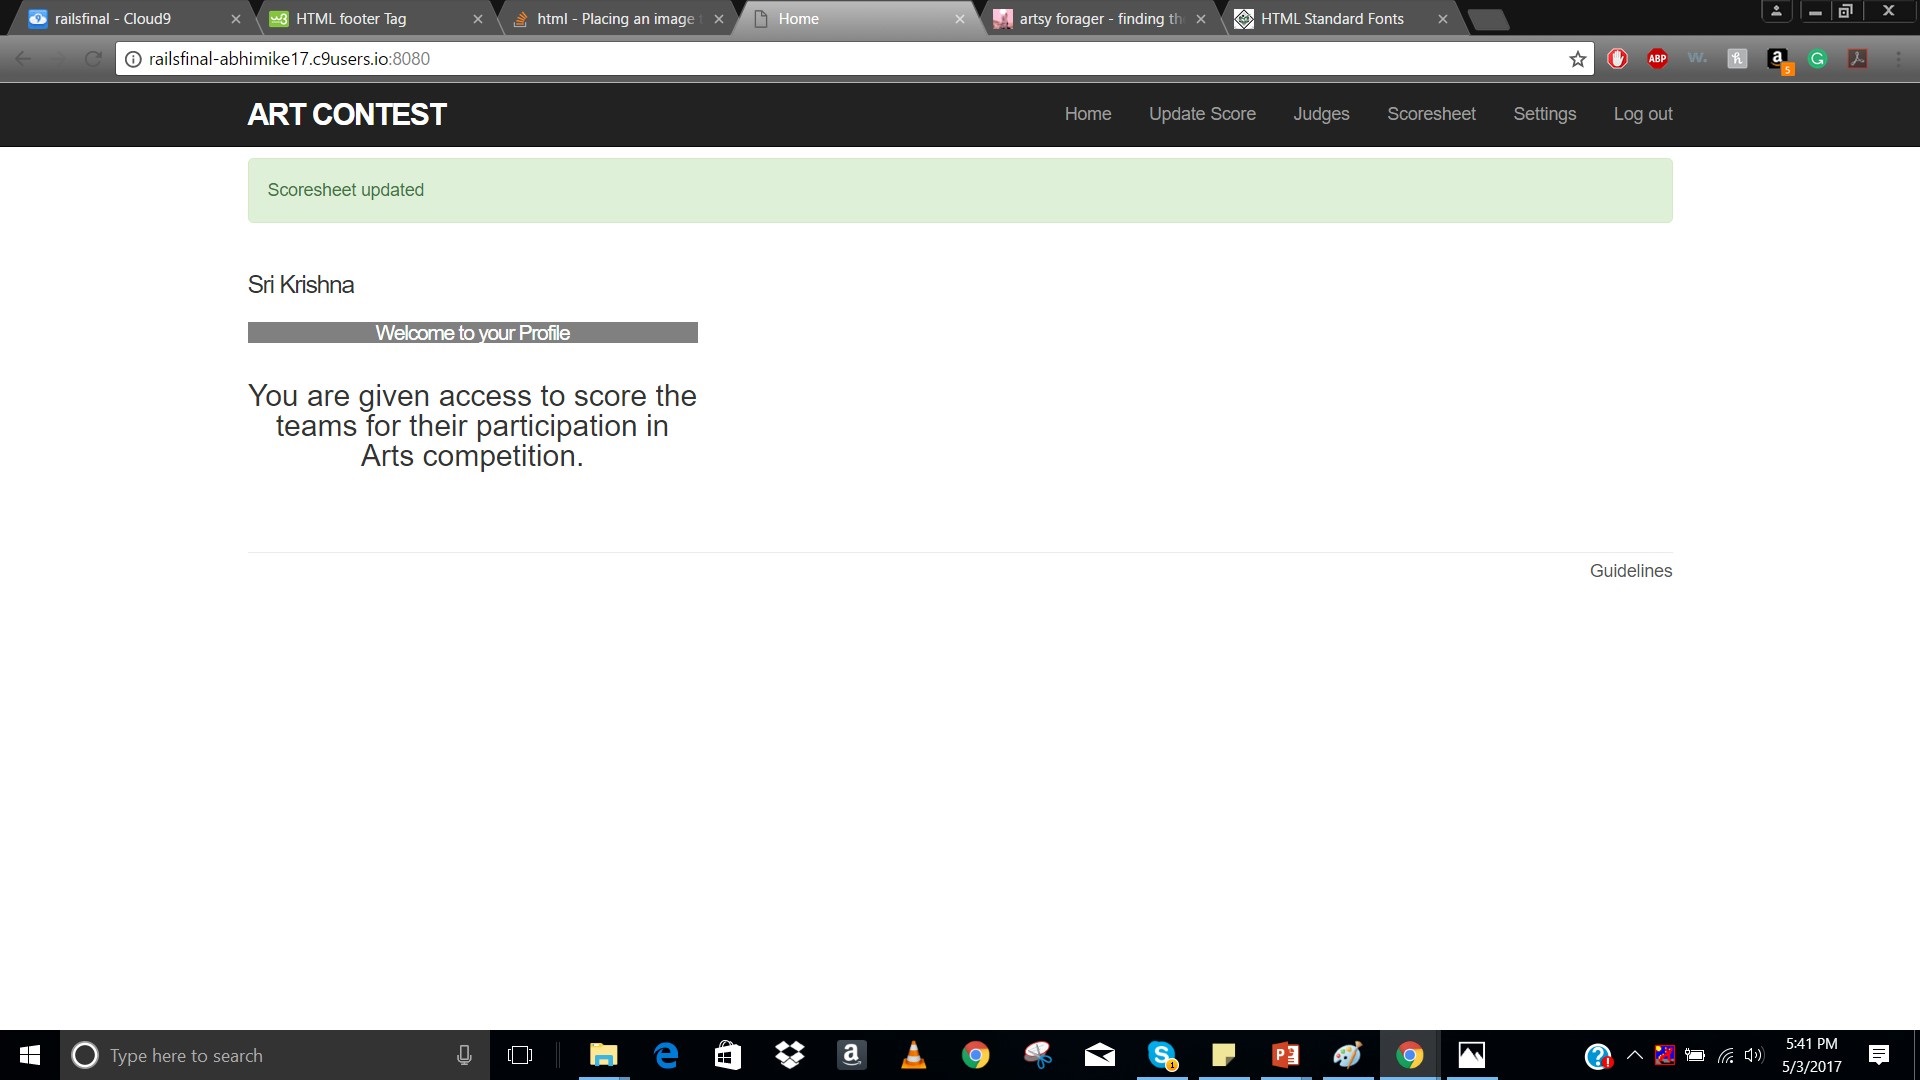 railsfinal - Cloud9
HTML footer Tag
html - Placing an image
Home
artsy forager - finding th
HTML Standard Fonts
railsfinal-abhimike17.c9users.io:8080
ABP
5
ART CONTEST
Home
Update Score
Judges
Scoresheet
Settings
Log out
Scoresheet updated
Sri Krishna
Welcome to your Profile
You are given access to score the
teams for their participation in
Arts competition.
Guidelines
Type here to search
5:41 PM
5/3/2017